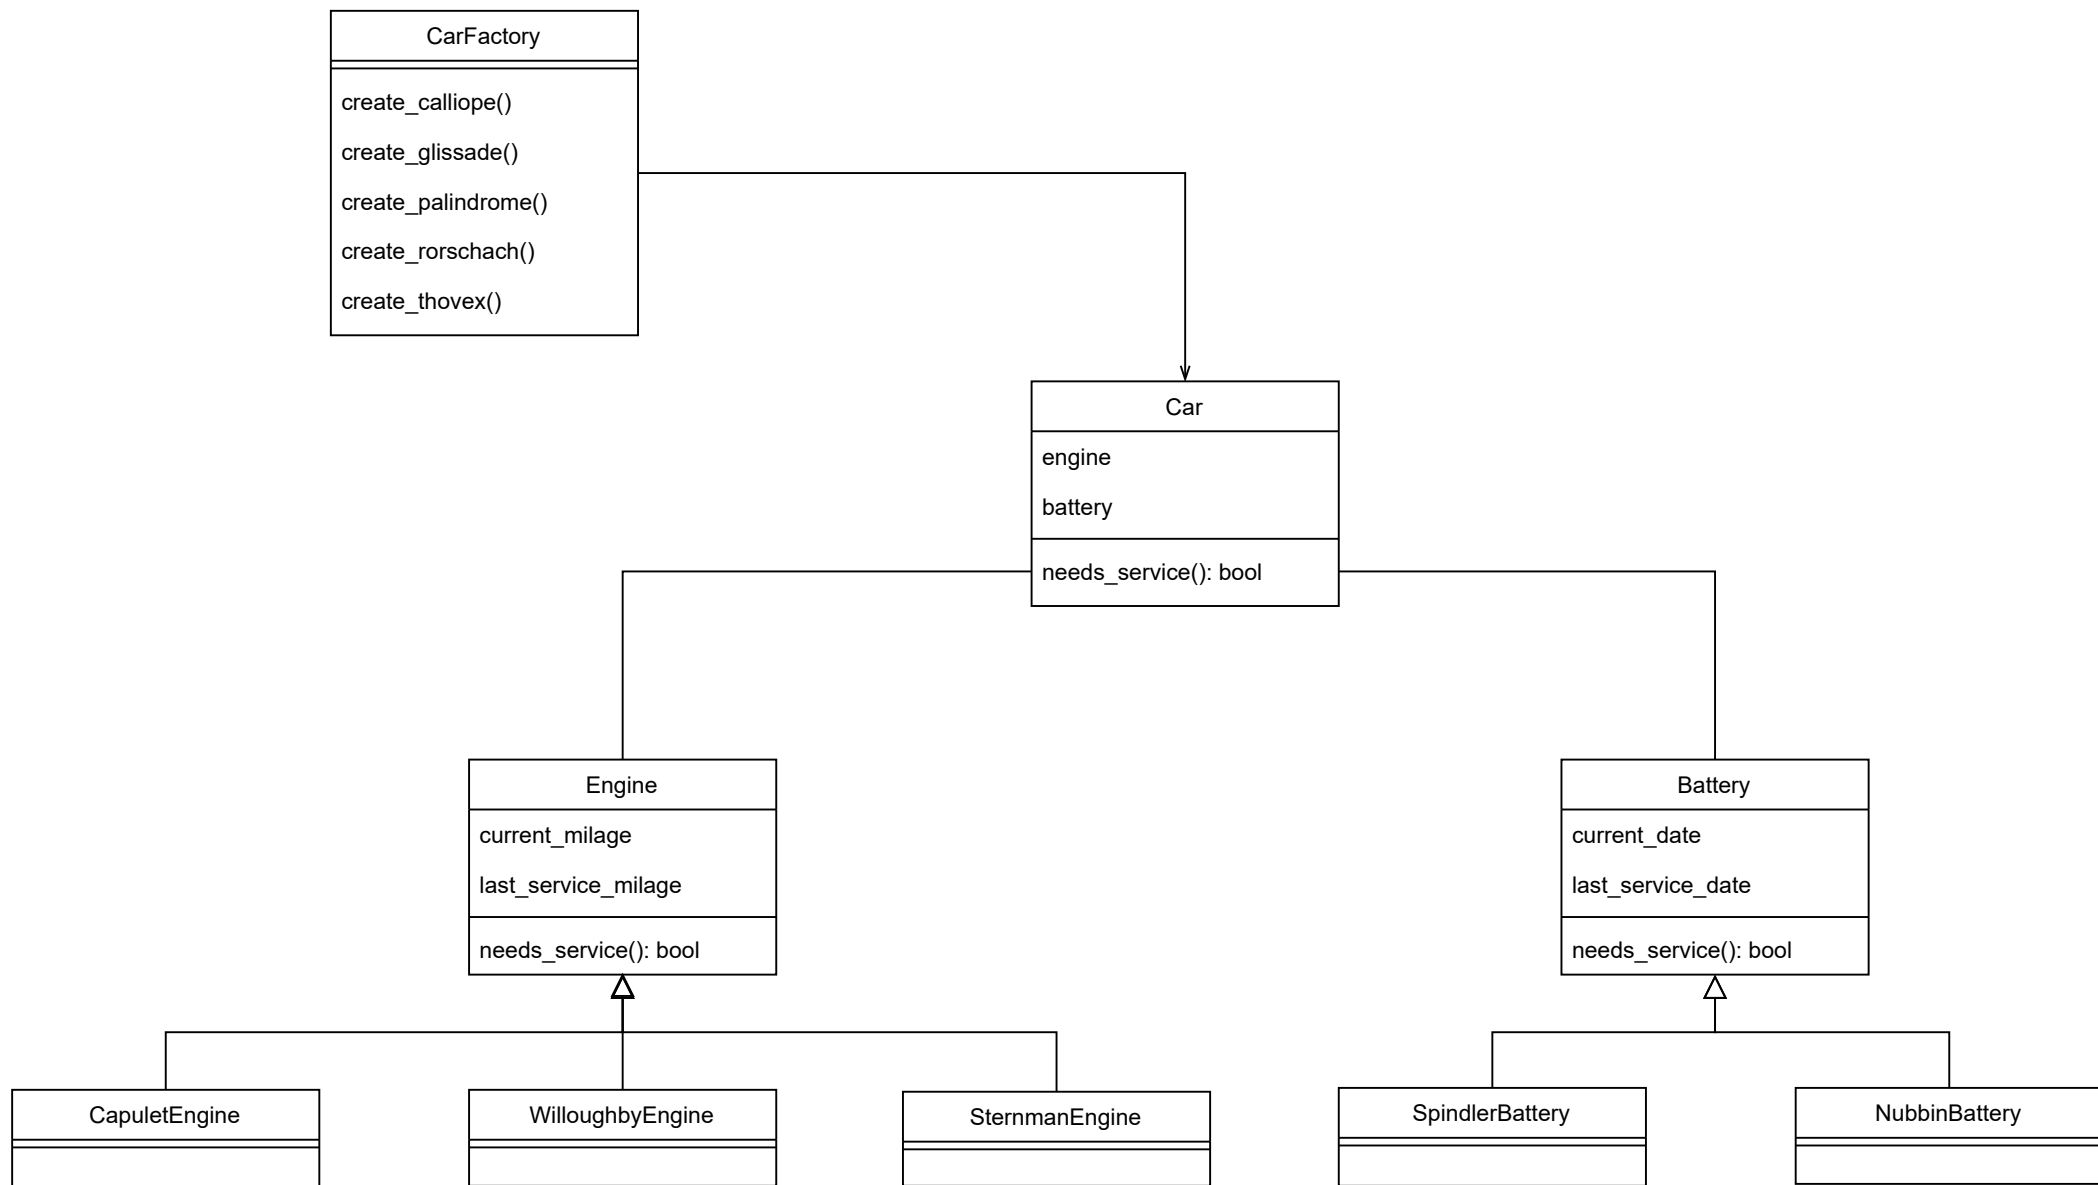 CarFactory
create_calliope()
create_glissade()
create_palindrome()
create_rorschach()
create_thovex()
Car
engine
battery
needs_service(): bool
Engine
current_milage
last_service_milage
needs_service(): bool
Battery
current_date
last_service_date
needs_service(): bool
CapuletEngine
WilloughbyEngine
SternmanEngine
SpindlerBattery
NubbinBattery